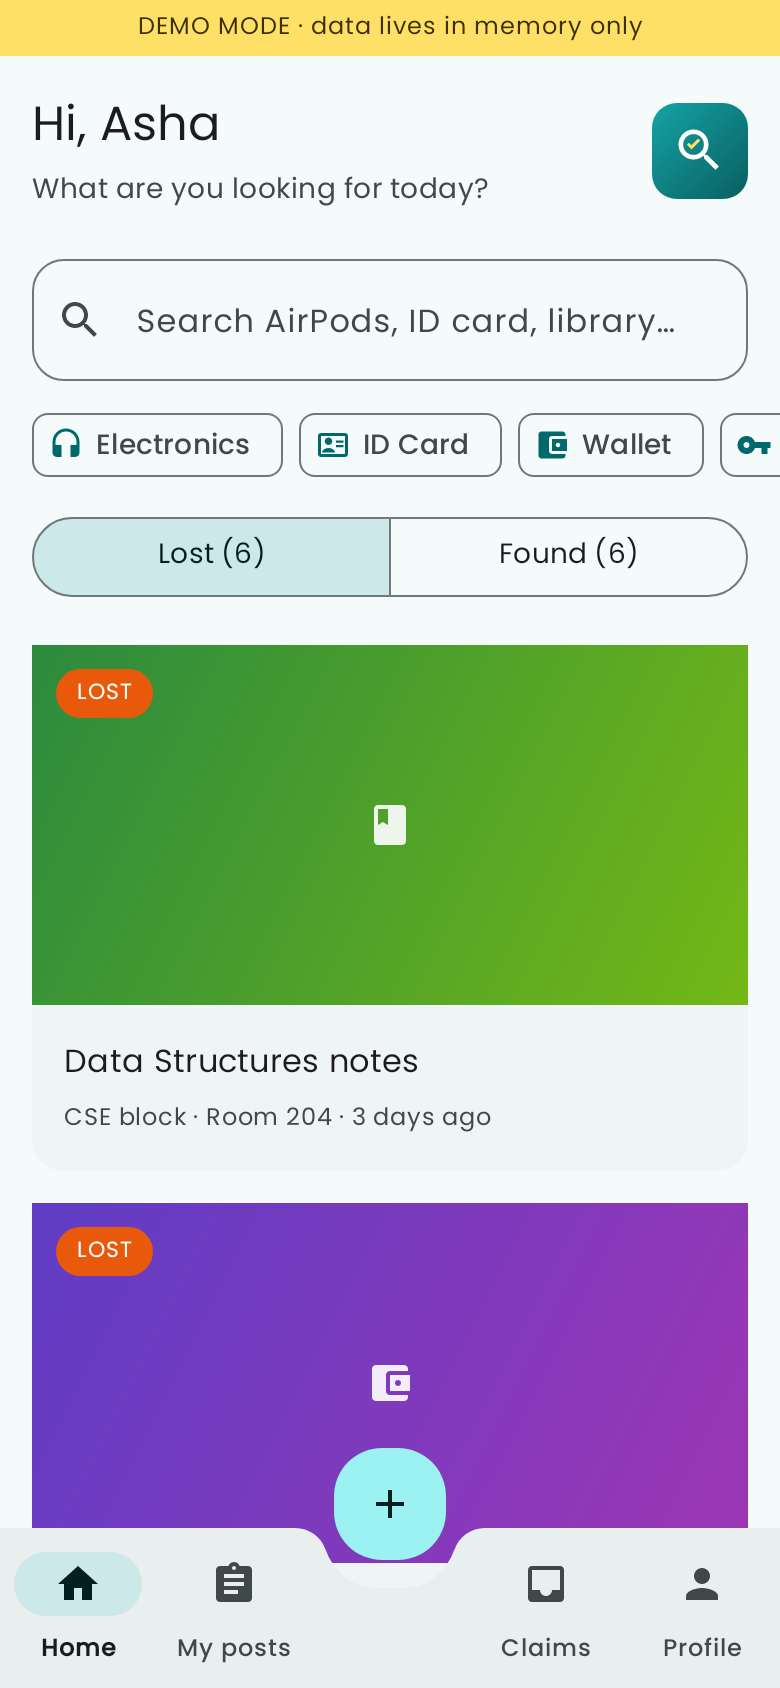 DEMO MODE · data lives in memory only
Hi, Asha
What are you looking for today?
Search AirPods, ID card, library...
Electronics
ID Card
Wallet
Lost (6)
Found (6)
LOST
Data Structures notes
CSE block · Room 204 · 3 days ago
LOST
Home
My posts
Claims
Profile